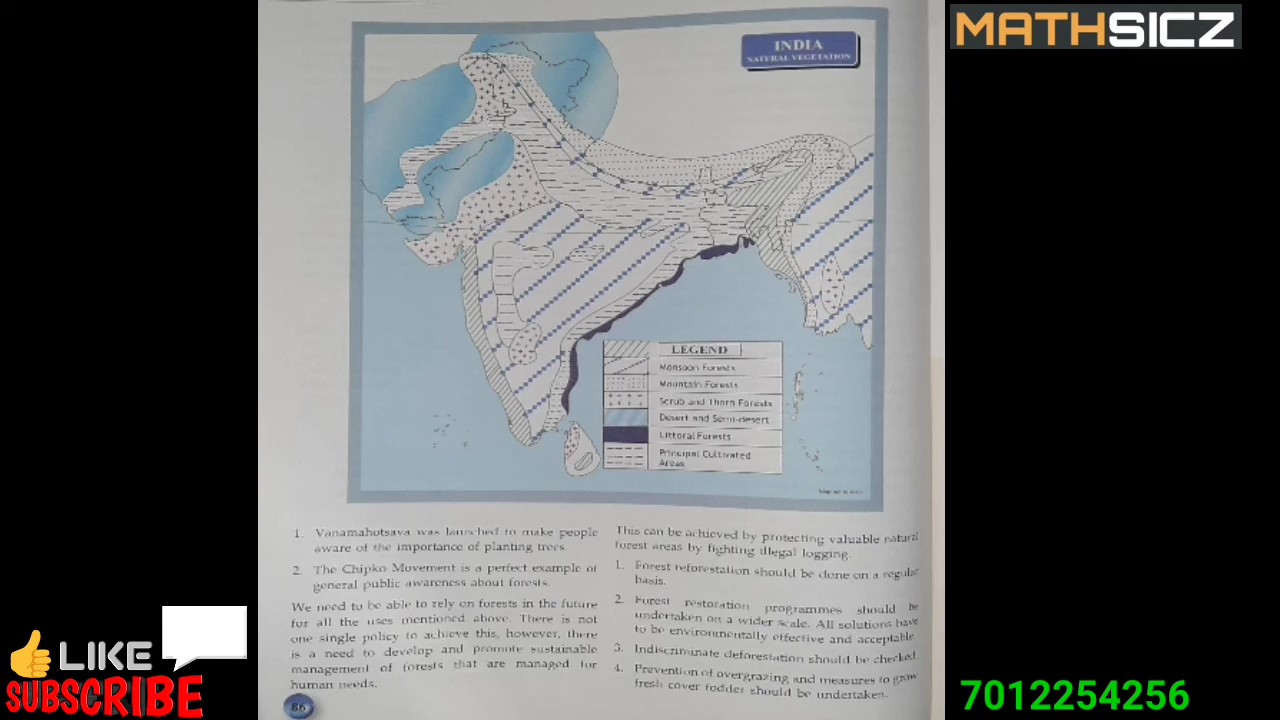 MATHSICZ
INDIA
NATURAL VEGETATION
LEGEND
Monsoon Forests
Mountain Forests
Scrub and Thorn Forests
Desert and Semi-desert
Littoral Forests
Principal Cultivated
Areas
1. Vanamahotsava was launched to make people
aware of the importance of planting trees.
2. The Chipko Movement is a perfect example of
general public awareness about forests.
We need to be able to rely on forests in the future
for all the uses mentioned above. There is not
one single policy to achieve this, however, there
is a need to develop and promote sustainable
management of forests that are managed for
human needs.
This can be achieved by protecting valuable natural
forest areas by fighting illegal logging.
1. Forest reforestation should be done on a regular
basis.
2. Forest restoration programmes should be
undertaken on a wider scale. All solutions have
to be environmentally effective and acceptable.
3. Indiscriminate deforestation should be checked.
4. Prevention of overgrazing and measures to grow
fresh cover fodder should be undertaken.
86
LIKE
SUBSCRIBE
7012254256